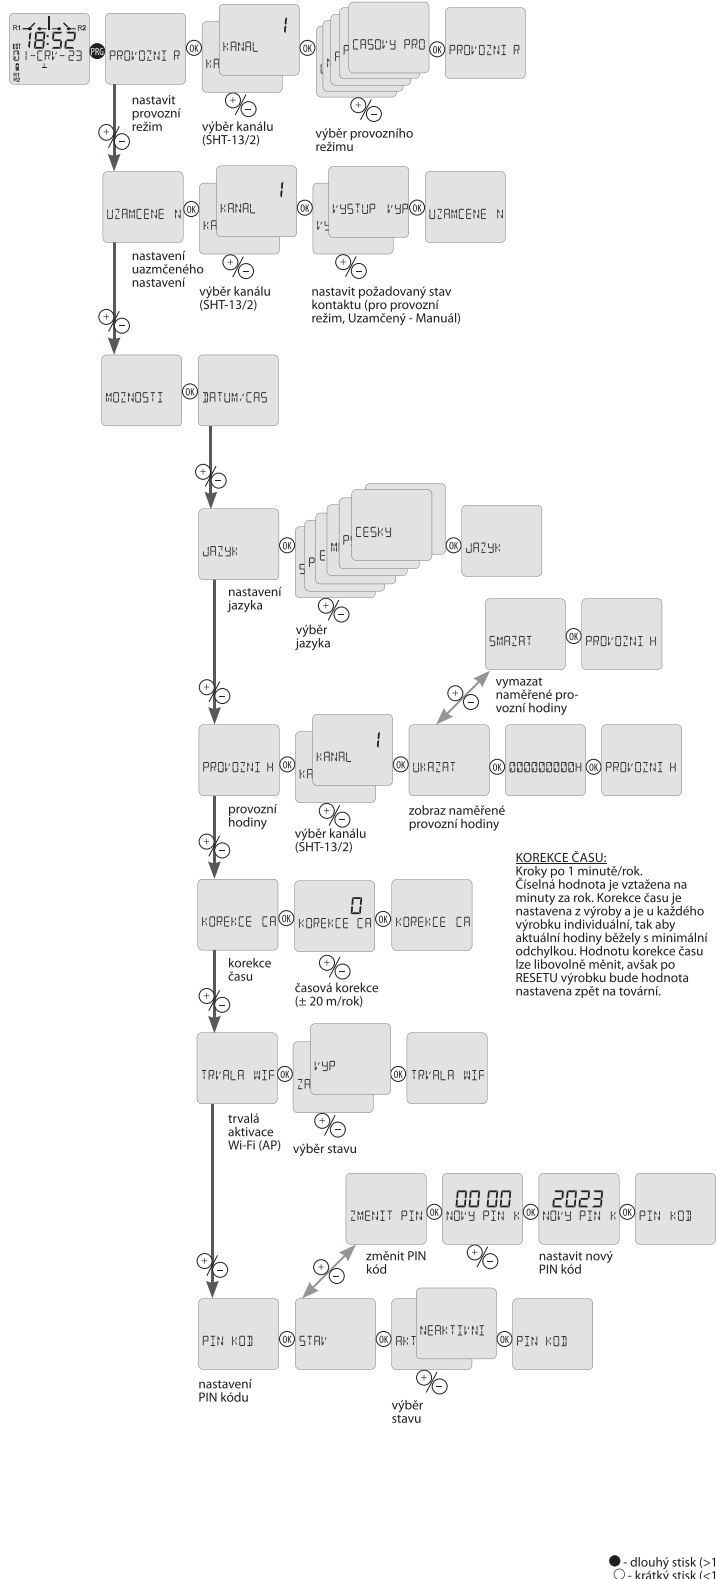 R1 R2
18:52
1-CRV-23
PRG
PROVOZNI R
OK
KANAL 1
KA
OK
CASOVY PRO
OK
PROVOZNI R
nastavit
provozní
režim
výběr kanálu
(SHT-13/2)
výběr provozního
režimu
UZAMCENE N
OK
KANAL 1
KA
OK
VYSTUP VYP
VY
OK
UZAMCENE N
nastavení
uazmčeného
nastavení
výběr kanálu
(SHT-13/2)
nastavit požadovaný stav
kontaktu (pro provozní
režim, Uzamčený - Manuál)
MOZNOSTI
OK
DATUM/CAS
JAZYK
OK
CESKY
OK
JAZYK
nastavení
jazyka
výběr
jazyka
SMAZAT
OK
PROVOZNI H
vymazat
naměřené pro-
vozní hodiny
PROVOZNI H
OK
KANAL 1
KA
OK
UKAZAT
OK
000000000H
OK
PROVOZNI H
provozní
hodiny
výběr kanálu
(SHT-13/2)
zobraz naměřené
provozní hodiny
KOREKCE ČASU:
Kroky po 1 minutě/rok.
Číselná hodnota je vztažena na
minuty za rok. Korekce času je
nastavena z výroby a je u každého
výrobku individuální, tak aby
aktuální hodiny běžely s minimální
odchylkou. Hodnotu korekce času
lze libovolně měnit, avšak po
RESETU výrobku bude hodnota
nastavena zpět na tovární.
KOREKCE CA
OK
0
KOREKCE CA
OK
KOREKCE CA
korekce
času
časová korekce
(± 20 m/rok)
TRVALA WIF
OK
VYP
ZA
OK
TRVALA WIF
trvalá
aktivace
Wi-Fi (AP)
výběr stavu
ZMENIT PIN
OK
00 00
NOVY PIN K
OK
2023
NOVY PIN K
OK
PIN KOD
změnit PIN
kód
nastavit nový
PIN kód
PIN KOD
OK
STAV
OK
NEAKTIVNI
AKT
OK
PIN KOD
nastavení
PIN kódu
výběr
stavu
- dlouhý stisk (>1
- krátký stisk (<1